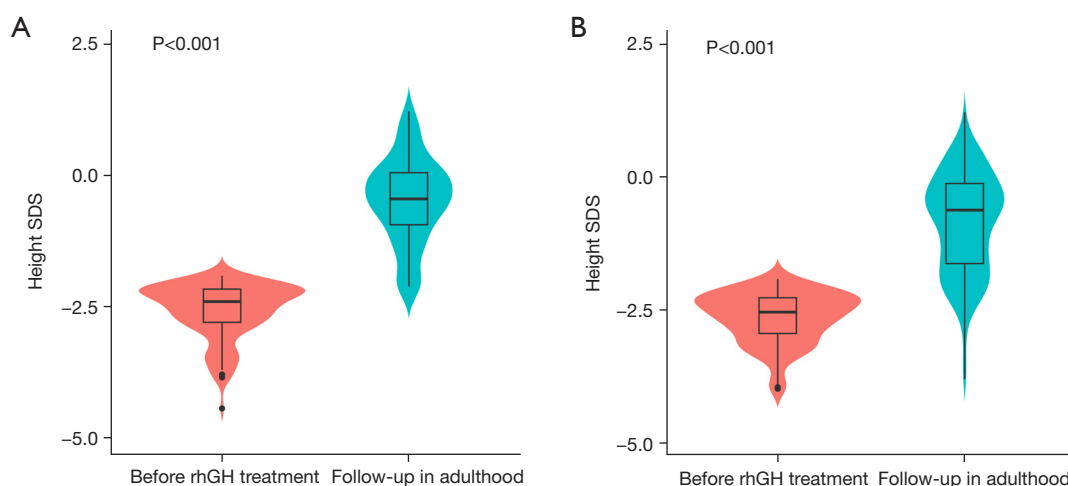 A
P<0.001
Height SDS
2.5
0.0
−2.5
−5.0
Before rhGH treatment
Follow-up in adulthood
B
P<0.001
Height SDS
2.5
0.0
−2.5
−5.0
Before rhGH treatment
Follow-up in adulthood